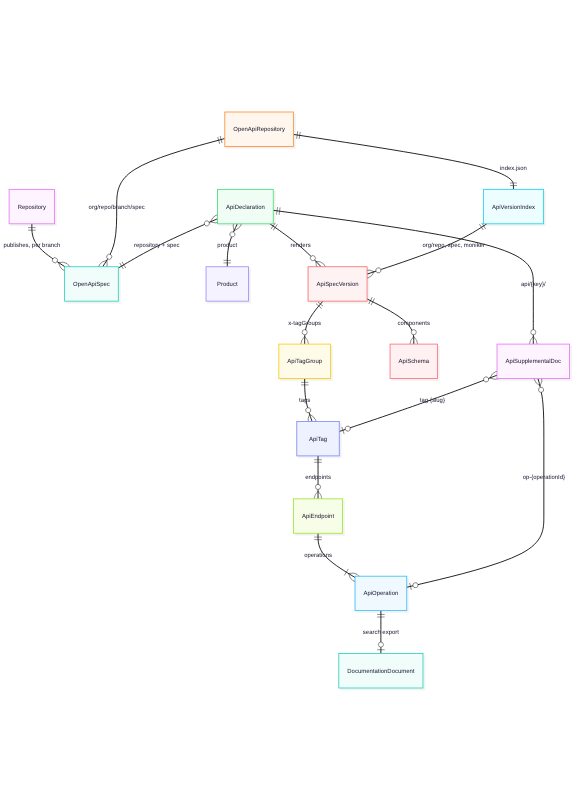 OpenApiRepository
index.json
Repository
ApiDeclaration
ApiVersionIndex
org/repo/branch/spec
publishes, per branch
repository + spec
product
renders
org/repo, spec, moniker
OpenApiSpec
Product
ApiSpecVersion
api/{key}/
x-tagGroups
components
ApiTagGroup
ApiSchema
ApiSupplementalDoc
tags
tag-{slug}
ApiTag
endpoints
op-{operationId}
ApiEndpoint
operations
ApiOperation
search export
DocumentationDocument